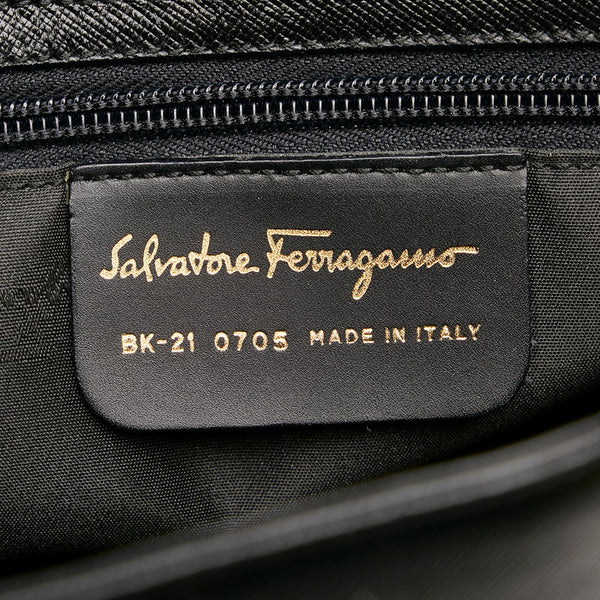 Salvatore Ferragamo
BK-21 0705 MADE IN ITALY